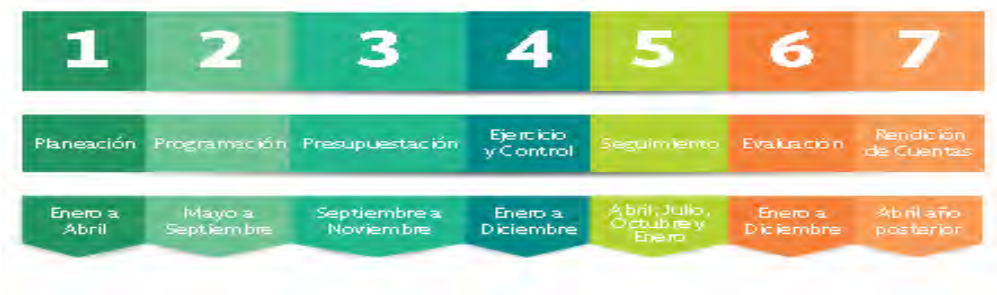 1 2 3 4 5 6 7
Planeación Programación Presupuestación Ejercicio y Control Seguimiento Evaluación Rendición de Cuentas
Enero a Abril Mayo a Septiembre Septiembre a Noviembre Enero a Diciembre Abril, Julio, Octubre y Enero Enero a Diciembre Abril año posterior